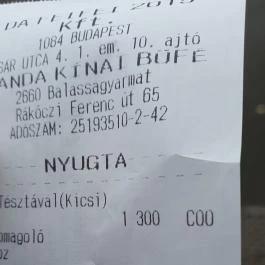 KFT.
1084 BUDAPEST
UTCA 4. 1. em. 10. ajtó
KÍNAI BÜFÉ
2660 Balassagyarmat
Rákóczi Ferenc út 65
ADÓSZÁM: 25193510-2-42
NYUGTA
Tésztával(Kicsi)
1 300 C00